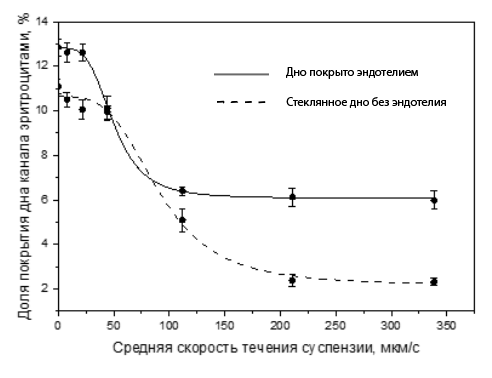 Доля покрытия дна канала эритроцитами, %
14
12
10
8
6
4
2
Дно покрыто эндотелием
Стеклянное дно без эндотелия
0 50 100 150 200 250 300 350
Средняя скорость течения суспензии, мкм/с